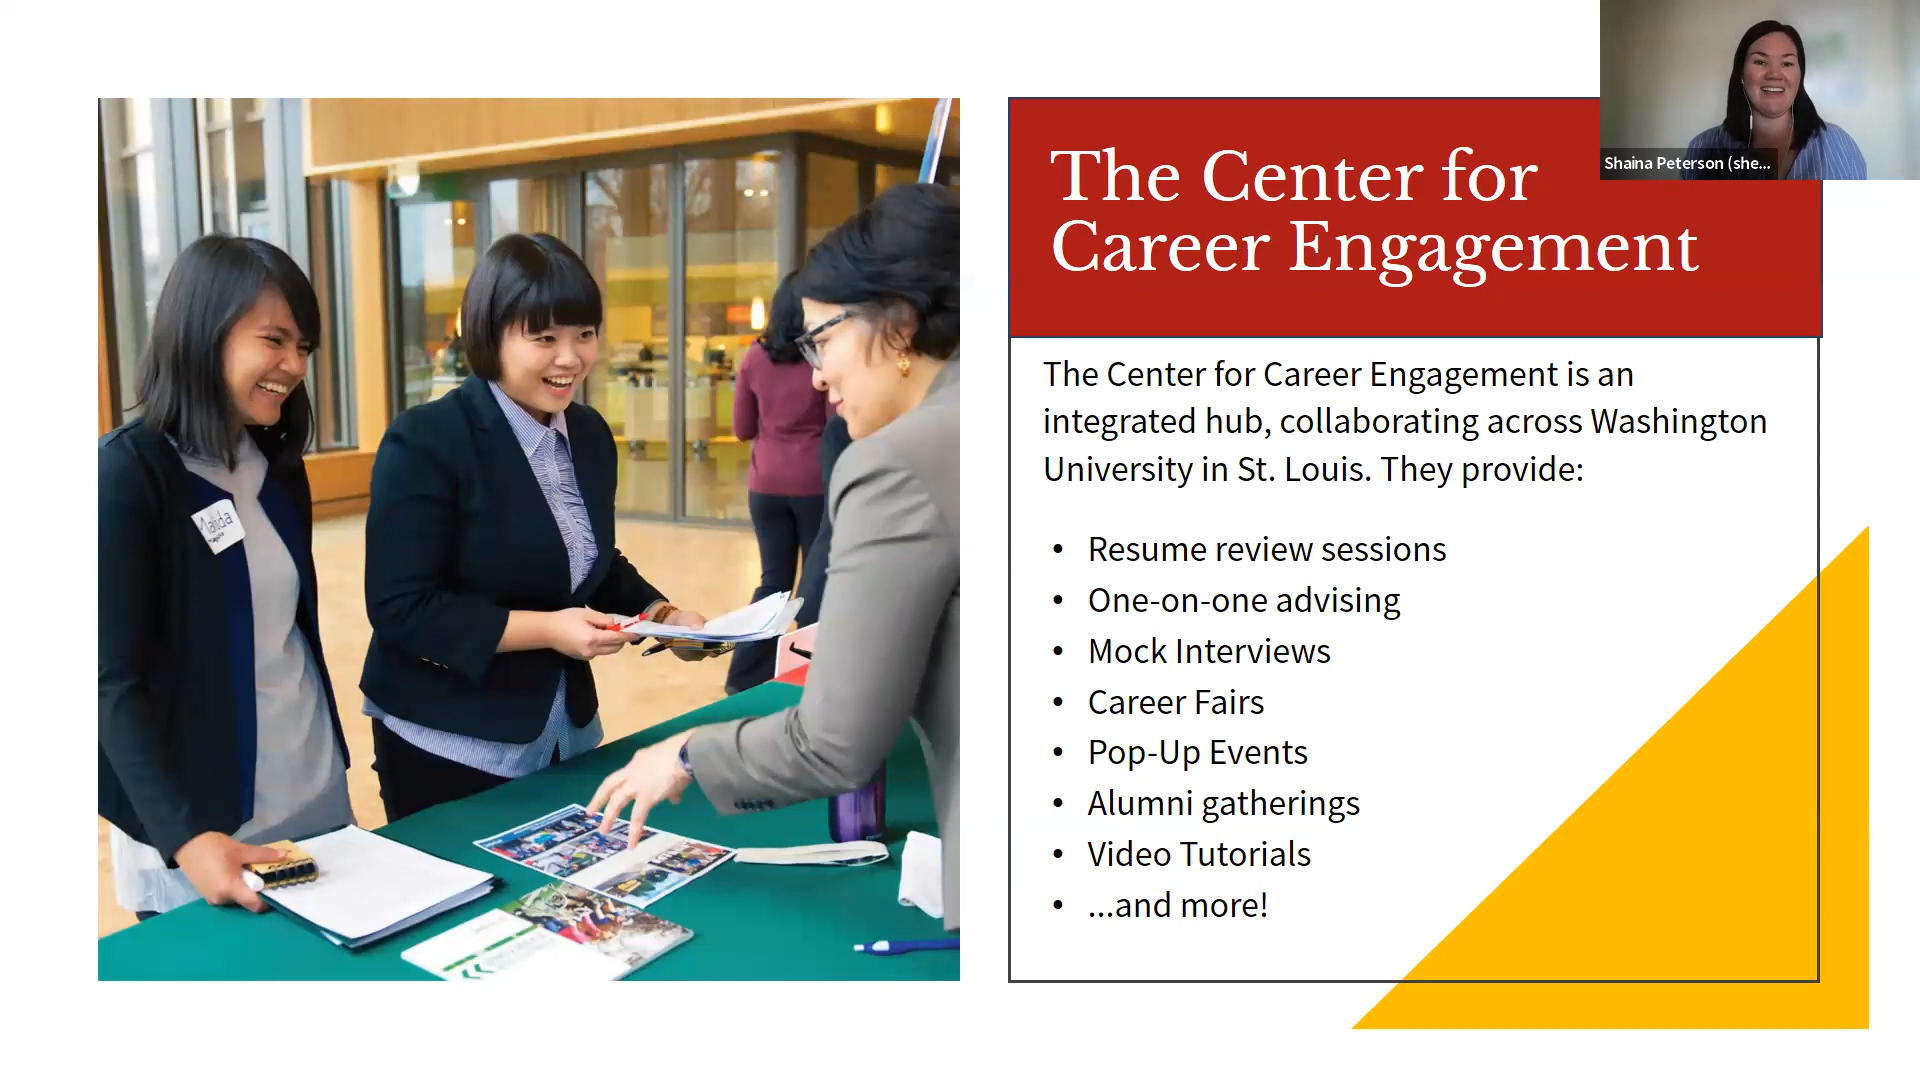 Shaina Peterson (she...
The Center for
Career Engagement
The Center for Career Engagement is an
integrated hub, collaborating across Washington
University in St. Louis. They provide:
• Resume review sessions
• One-on-one advising
• Mock Interviews
• Career Fairs
• Pop-Up Events
• Alumni gatherings
• Video Tutorials
• ...and more!